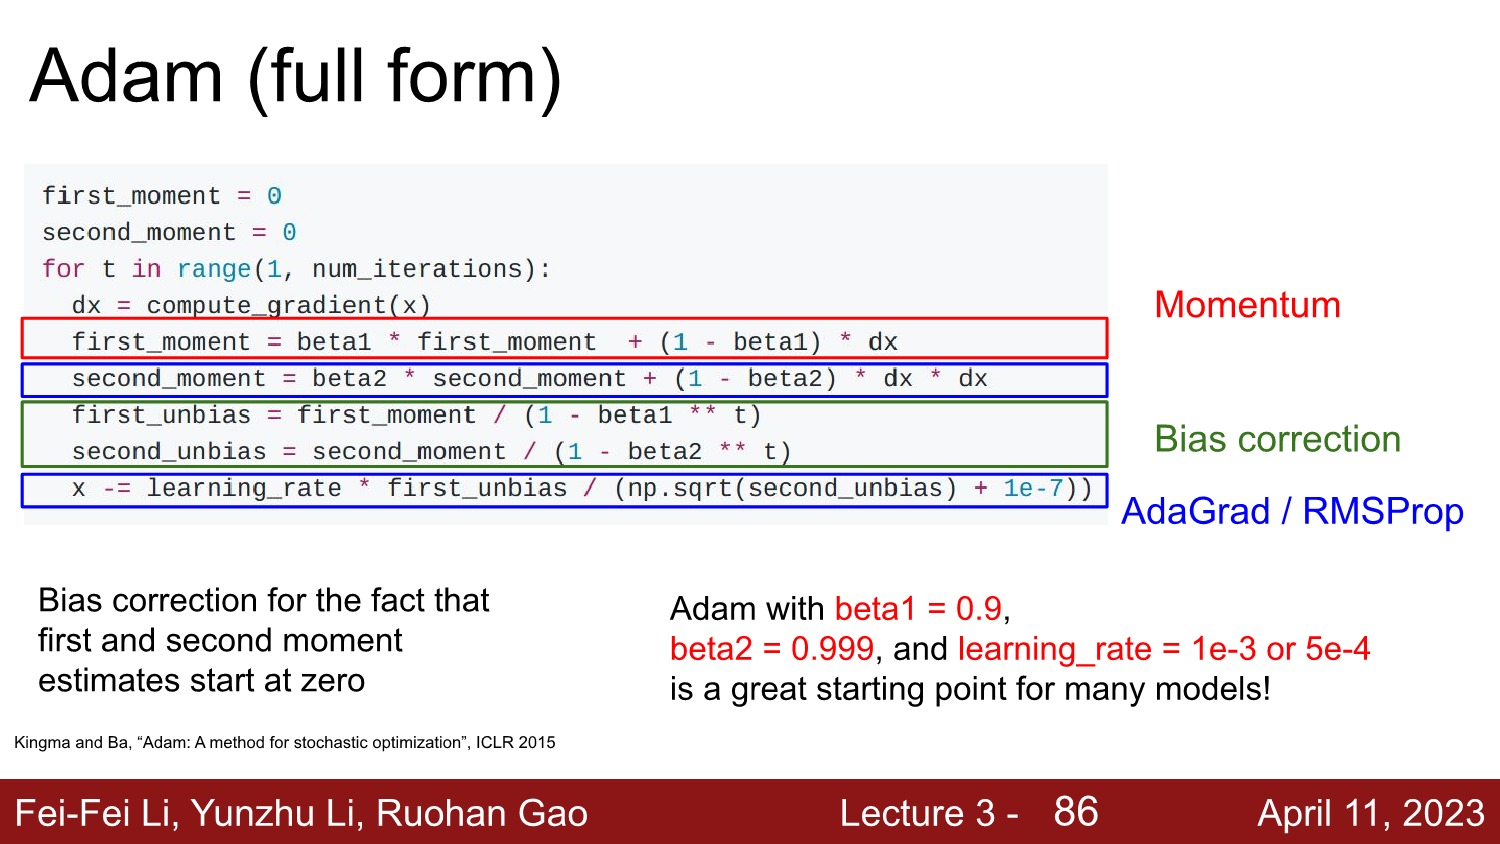 Adam (full form)
first_moment = 0
second_moment = 0
for t in range(1, num_iterations):
  dx = compute_gradient(x)
  first_moment = beta1 * first_moment  + (1 - beta1) * dx
  second_moment = beta2 * second_moment + (1 - beta2) * dx * dx
  first_unbias = first_moment / (1 - beta1 ** t)
  second_unbias = second_moment / (1 - beta2 ** t)
  x -= learning_rate * first_unbias / (np.sqrt(second_unbias) + 1e-7))
Momentum
Bias correction
AdaGrad / RMSProp
Bias correction for the fact that
first and second moment
estimates start at zero
Adam with beta1 = 0.9,
beta2 = 0.999, and learning_rate = 1e-3 or 5e-4
is a great starting point for many models!
Kingma and Ba, “Adam: A method for stochastic optimization”, ICLR 2015
Fei-Fei Li, Yunzhu Li, Ruohan Gao
Lecture 3 - 86
April 11, 2023